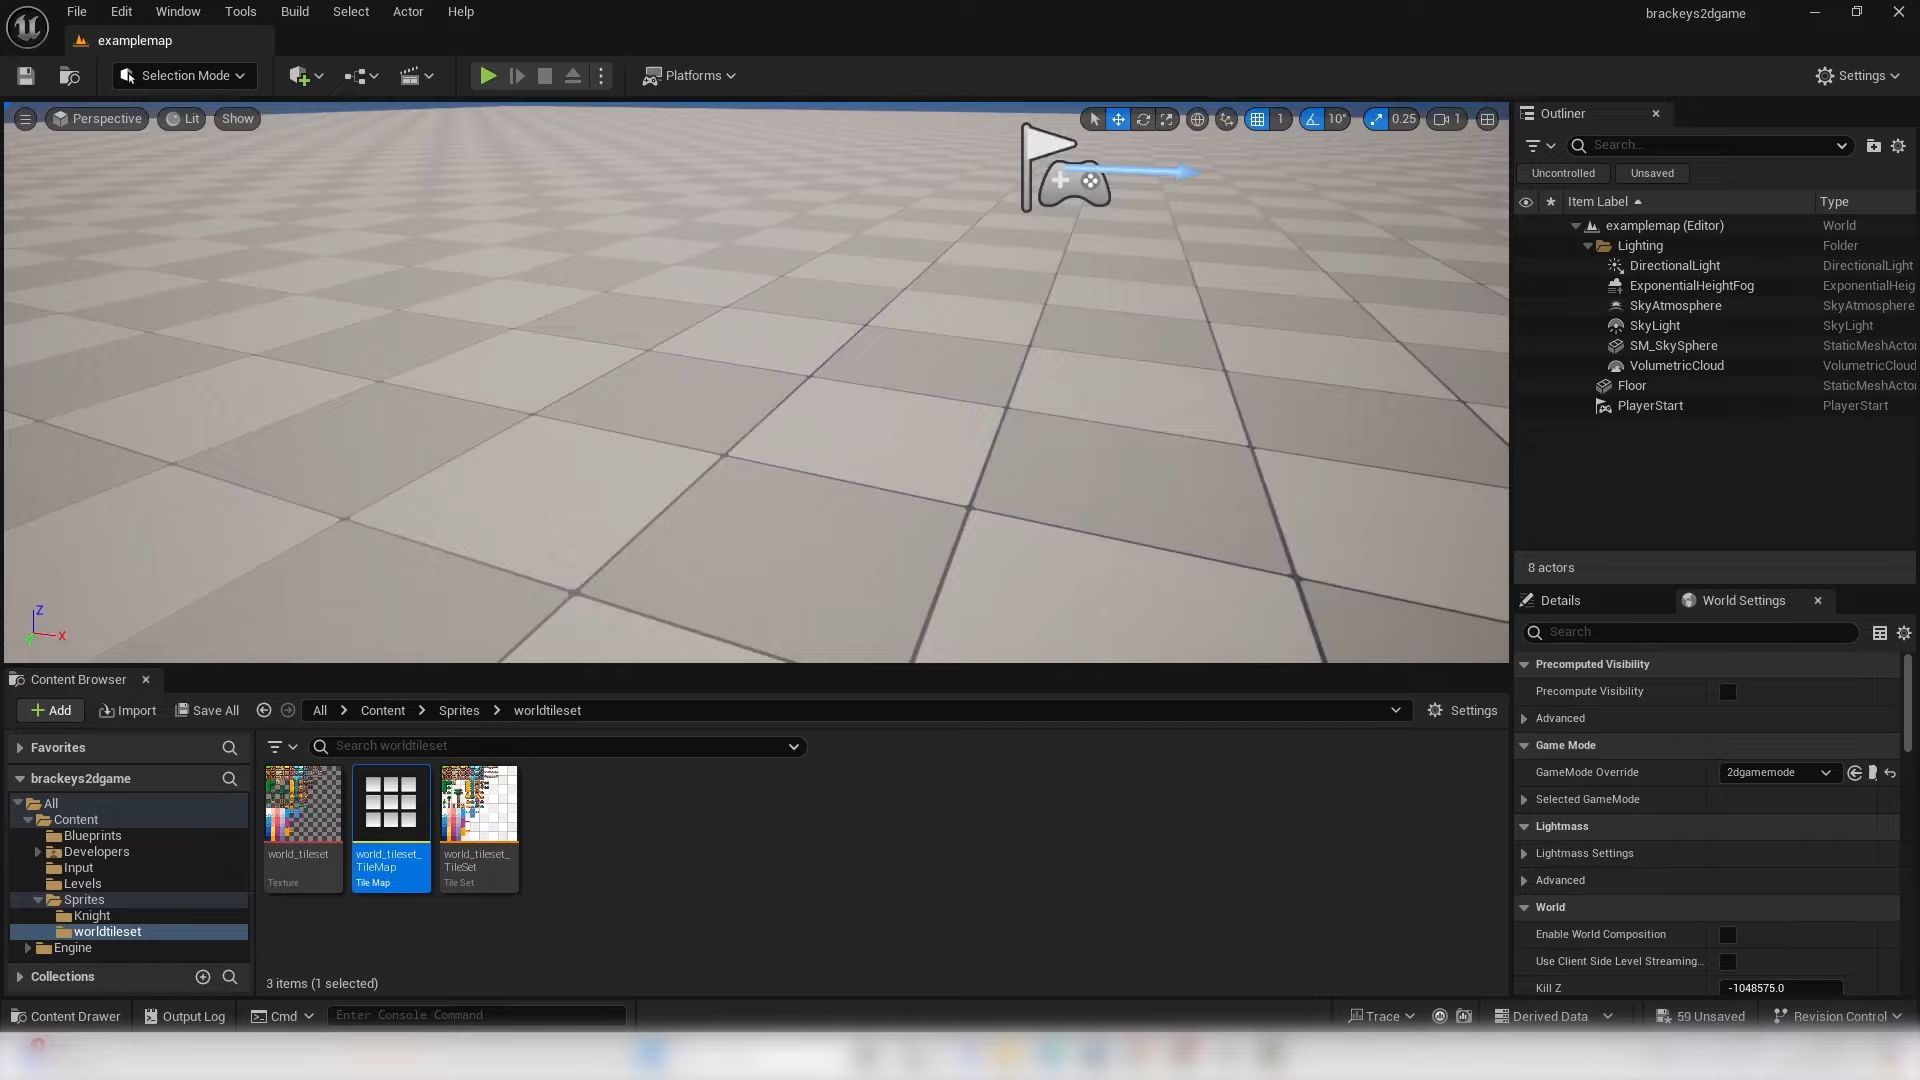 File Edit Window Tools Build Select Actor Help
brackeys2dgame
examplemap
Selection Mode
Platforms
Settings
Perspective Lit Show
1 10° 0.25 1
Outliner
Search...
Uncontrolled Unsaved
Item Label Type
examplemap (Editor) World
Lighting Folder
DirectionalLight DirectionalLight
ExponentialHeightFog ExponentialHeig
SkyAtmosphere SkyAtmosphere
SkyLight SkyLight
SM_SkySphere StaticMeshActo
VolumetricCloud VolumetricCloud
Floor StaticMeshActo
PlayerStart PlayerStart
8 actors
Z
X
Details World Settings
Search
Precomputed Visibility
Precompute Visibility
Advanced
Game Mode
GameMode Override 2dgamemode
Selected GameMode
Lightmass
Lightmass Settings
Advanced
World
Enable World Composition
Use Client Side Level Streaming...
Kill Z -1048575.0
Content Browser
Add Import Save All All Content Sprites worldtileset Settings
Favorites
brackeys2dgame
All
Content
Blueprints
Developers
Input
Levels
Sprites
Knight
worldtileset
Engine
Collections
Search worldtileset
world_tileset
Texture
world_tileset_
TileMap
Tile Map
world_tileset_
TileSet
Tile Set
3 items (1 selected)
Content Drawer Output Log Cmd Enter Console Command Trace Derived Data 59 Unsaved Revision Control